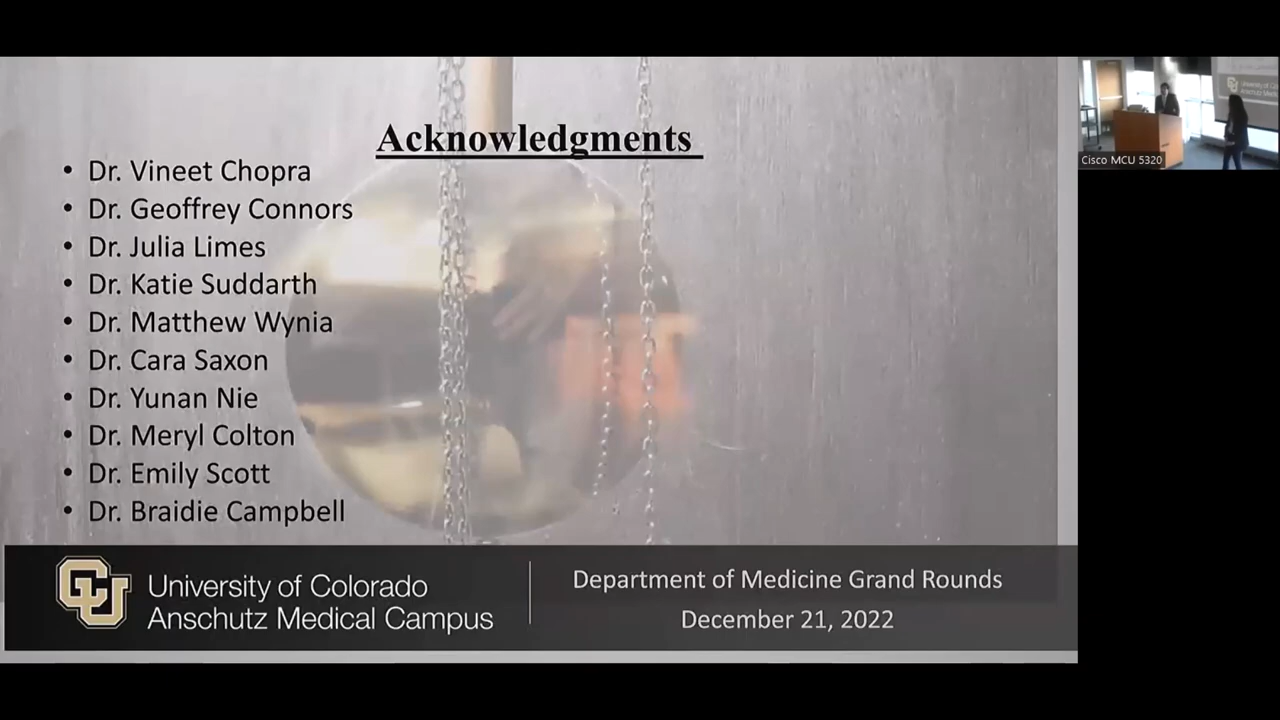 Acknowledgments
• Dr. Vineet Chopra
• Dr. Geoffrey Connors
• Dr. Julia Limes
• Dr. Katie Suddarth
• Dr. Matthew Wynia
• Dr. Cara Saxon
• Dr. Yunan Nie
• Dr. Meryl Colton
• Dr. Emily Scott
• Dr. Braidie Campbell
CU
University of Colorado
Anschutz Medical Campus
Department of Medicine Grand Rounds
December 21, 2022
Cisco MCU 5320